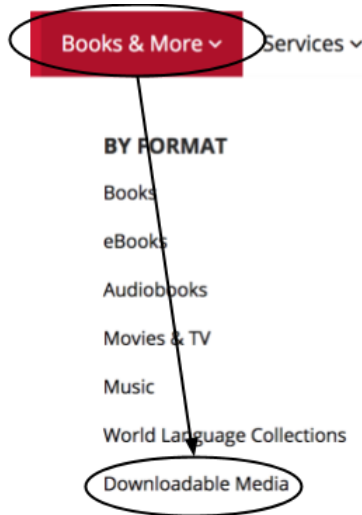 Books & More
Services
BY FORMAT
Books
eBooks
Audiobooks
Movies & TV
Music
World Language Collections
Downloadable Media